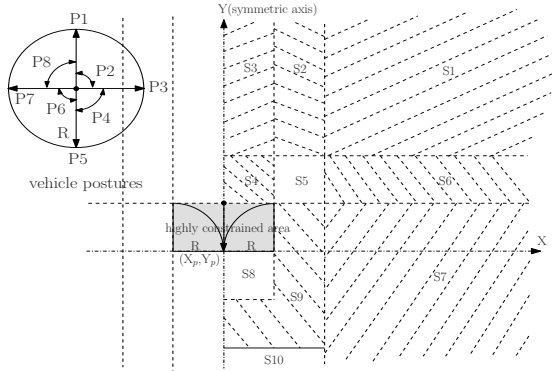 Y(symmetric axis)
P1
P8
P2
P7
P3
P6
P4
R
P5
vehicle postures
S3
S2
S1
S4
S5
S6
highly constrained area
R
R
X
(Xp,Yp)
S8
S7
S9
S10